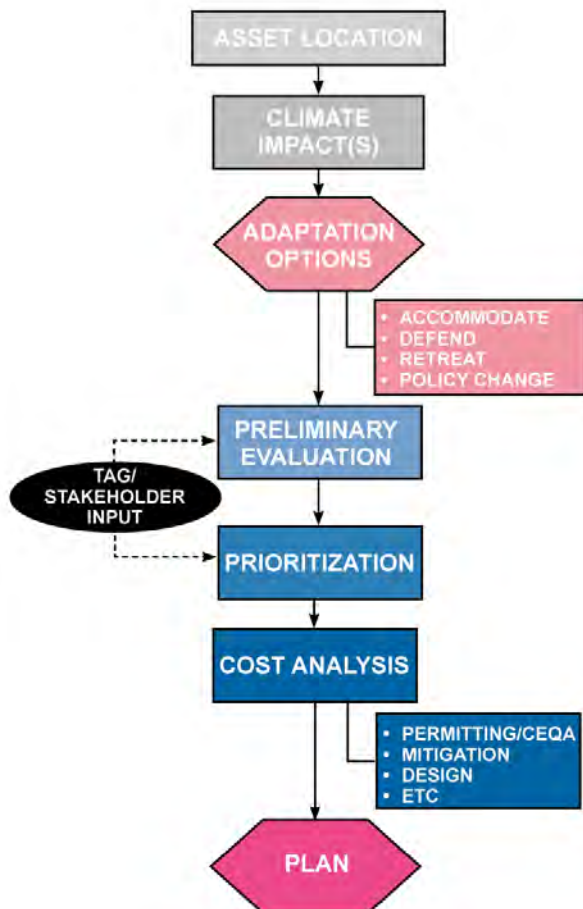 ASSET LOCATION
CLIMATE
IMPACT(S)
ADAPTATION
OPTIONS
• ACCOMMODATE
• DEFEND
• RETREAT
• POLICY CHANGE
PRELIMINARY
EVALUATION
TAG/
STAKEHOLDER
INPUT
PRIORITIZATION
COST ANALYSIS
• PERMITTING/CEQA
• MITIGATION
• DESIGN
• ETC
PLAN